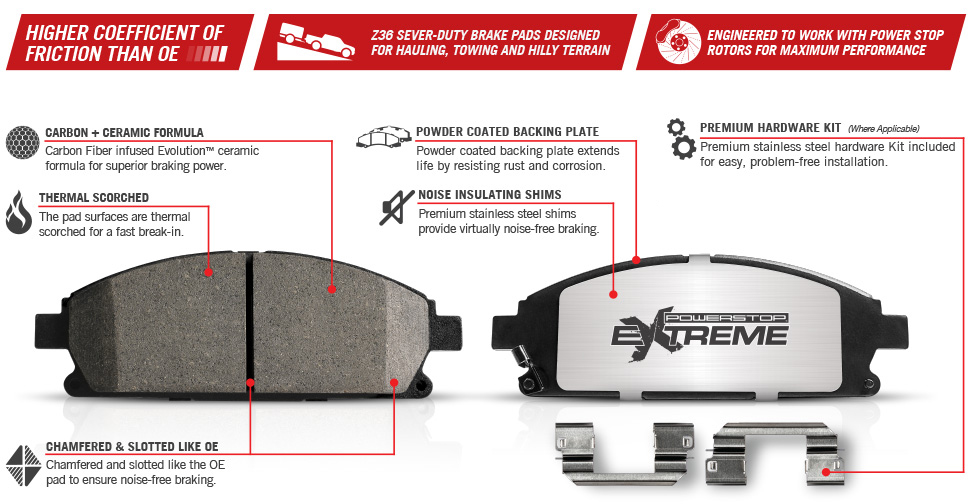 HIGHER COEFFICIENT OF
FRICTION THAN OE
Z36 SEVER-DUTY BRAKE PADS DESIGNED
FOR HAULING, TOWING AND HILLY TERRAIN
ENGINEERED TO WORK WITH POWER STOP
ROTORS FOR MAXIMUM PERFORMANCE
CARBON + CERAMIC FORMULA
Carbon Fiber infused Evolution™ ceramic
formula for superior braking power.
THERMAL SCORCHED
The pad surfaces are thermal
scorched for a fast break-in.
POWDER COATED BACKING PLATE
Powder coated backing plate extends
life by resisting rust and corrosion.
NOISE INSULATING SHIMS
Premium stainless steel shims
provide virtually noise-free braking.
PREMIUM HARDWARE KIT (Where Applicable)
Premium stainless steel hardware Kit included
for easy, problem-free installation.
POWERSTOP
EXTREME
CHAMFERED & SLOTTED LIKE OE
Chamfered and slotted like the OE
pad to ensure noise-free braking.